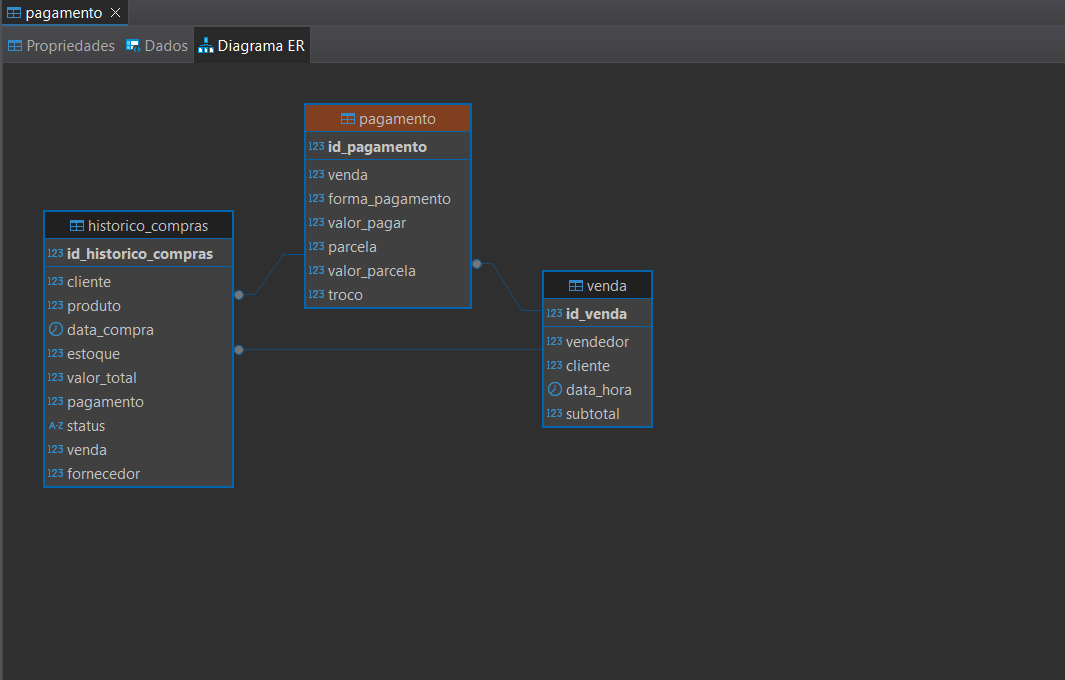 pagamento
Propriedades Dados Diagrama ER
pagamento
123 id_pagamento
123 venda
123 forma_pagamento
123 valor_pagar
123 parcela
123 valor_parcela
123 troco
historico_compras
123 id_historico_compras
123 cliente
123 produto
data_compra
123 estoque
123 valor_total
123 pagamento
A-Z status
123 venda
123 fornecedor
venda
123 id_venda
123 vendedor
123 cliente
data_hora
123 subtotal